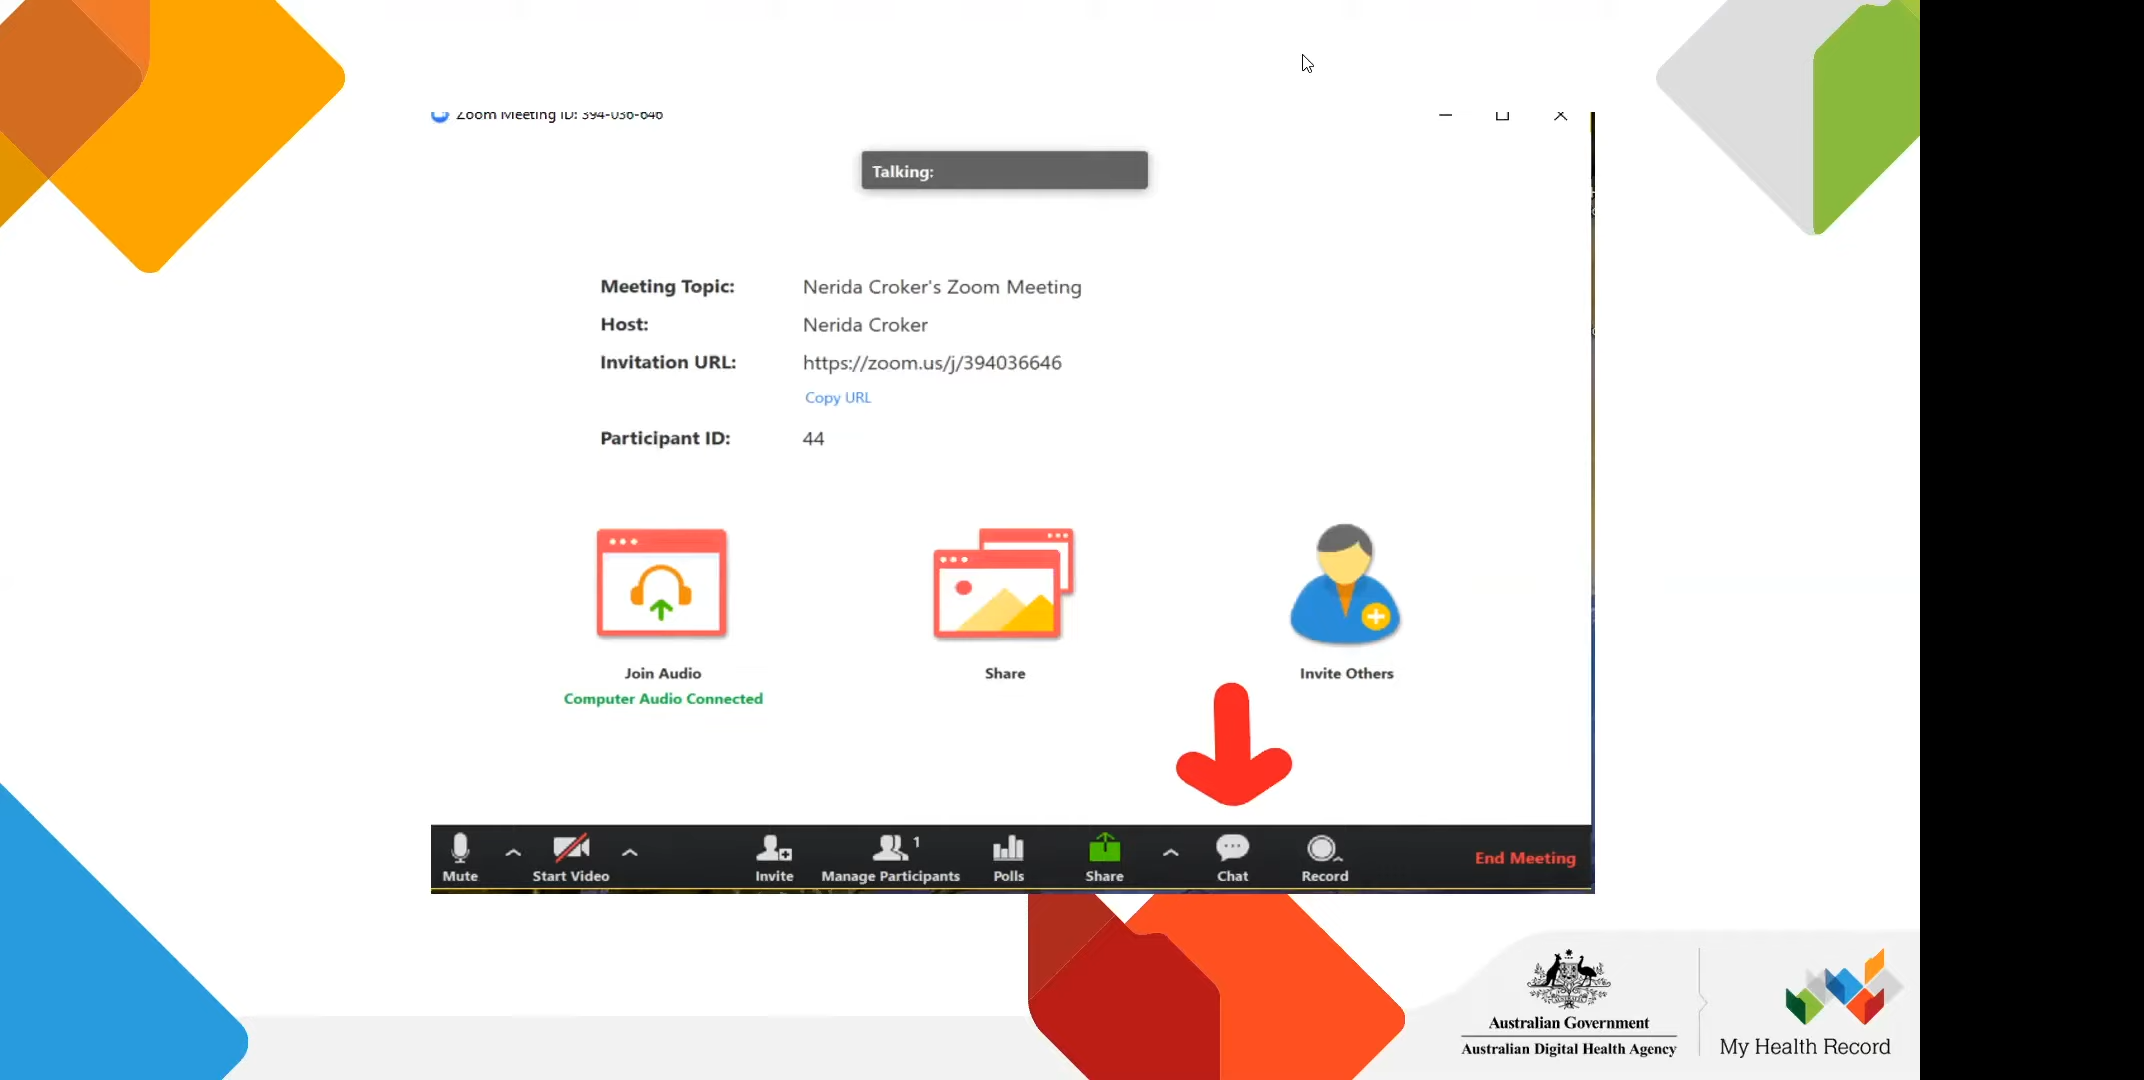 Zoom Meeting ID: 394-036-646
Talking:
Meeting Topic: Nerida Croker's Zoom Meeting
Host: Nerida Croker
Invitation URL: https://zoom.us/j/394036646
Copy URL
Participant ID: 44
Join Audio
Computer Audio Connected
Share
Invite Others
Mute
Start Video
Invite
1
Manage Participants
Polls
Share
Chat
Record
End Meeting
Australian Government
Australian Digital Health Agency
My Health Record